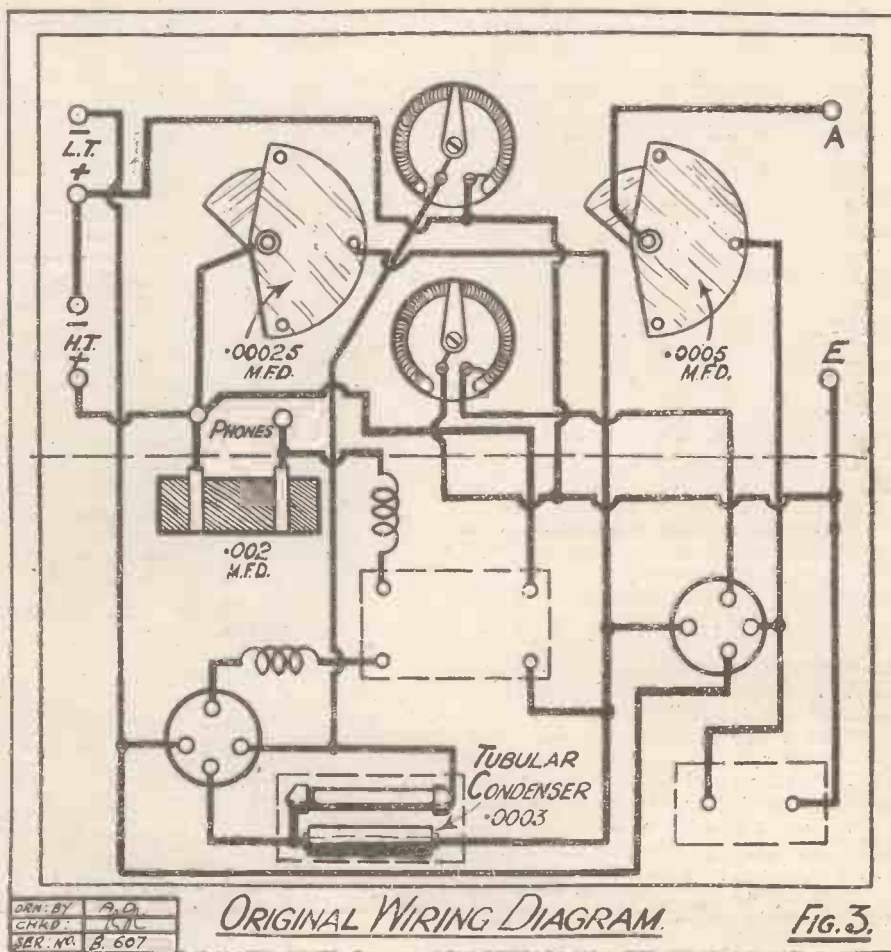 −
L.T.
+
−
H.T.
+
A
E
.00025
M.F.D.
.0005
M.F.D.
PHONES
.002
M.F.D.
TUBULAR
CONDENSER
.0003
DRN: BY
CHKD:
SER: NO. B. 607
ORIGINAL WIRING DIAGRAM.
FIG. 3.